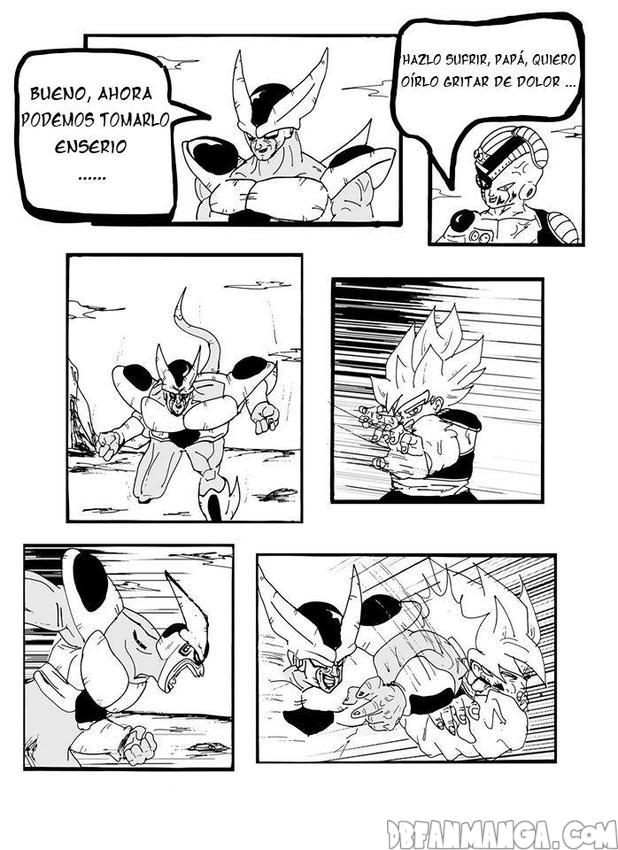 BUENO, AHORA
PODEMOS TOMARLO
ENSERIO
......
HAZLO SUFRIR, PAPÁ, QUIERO
OÍRLO GRITAR DE DOLOR ...
DBFANMANGA.COM